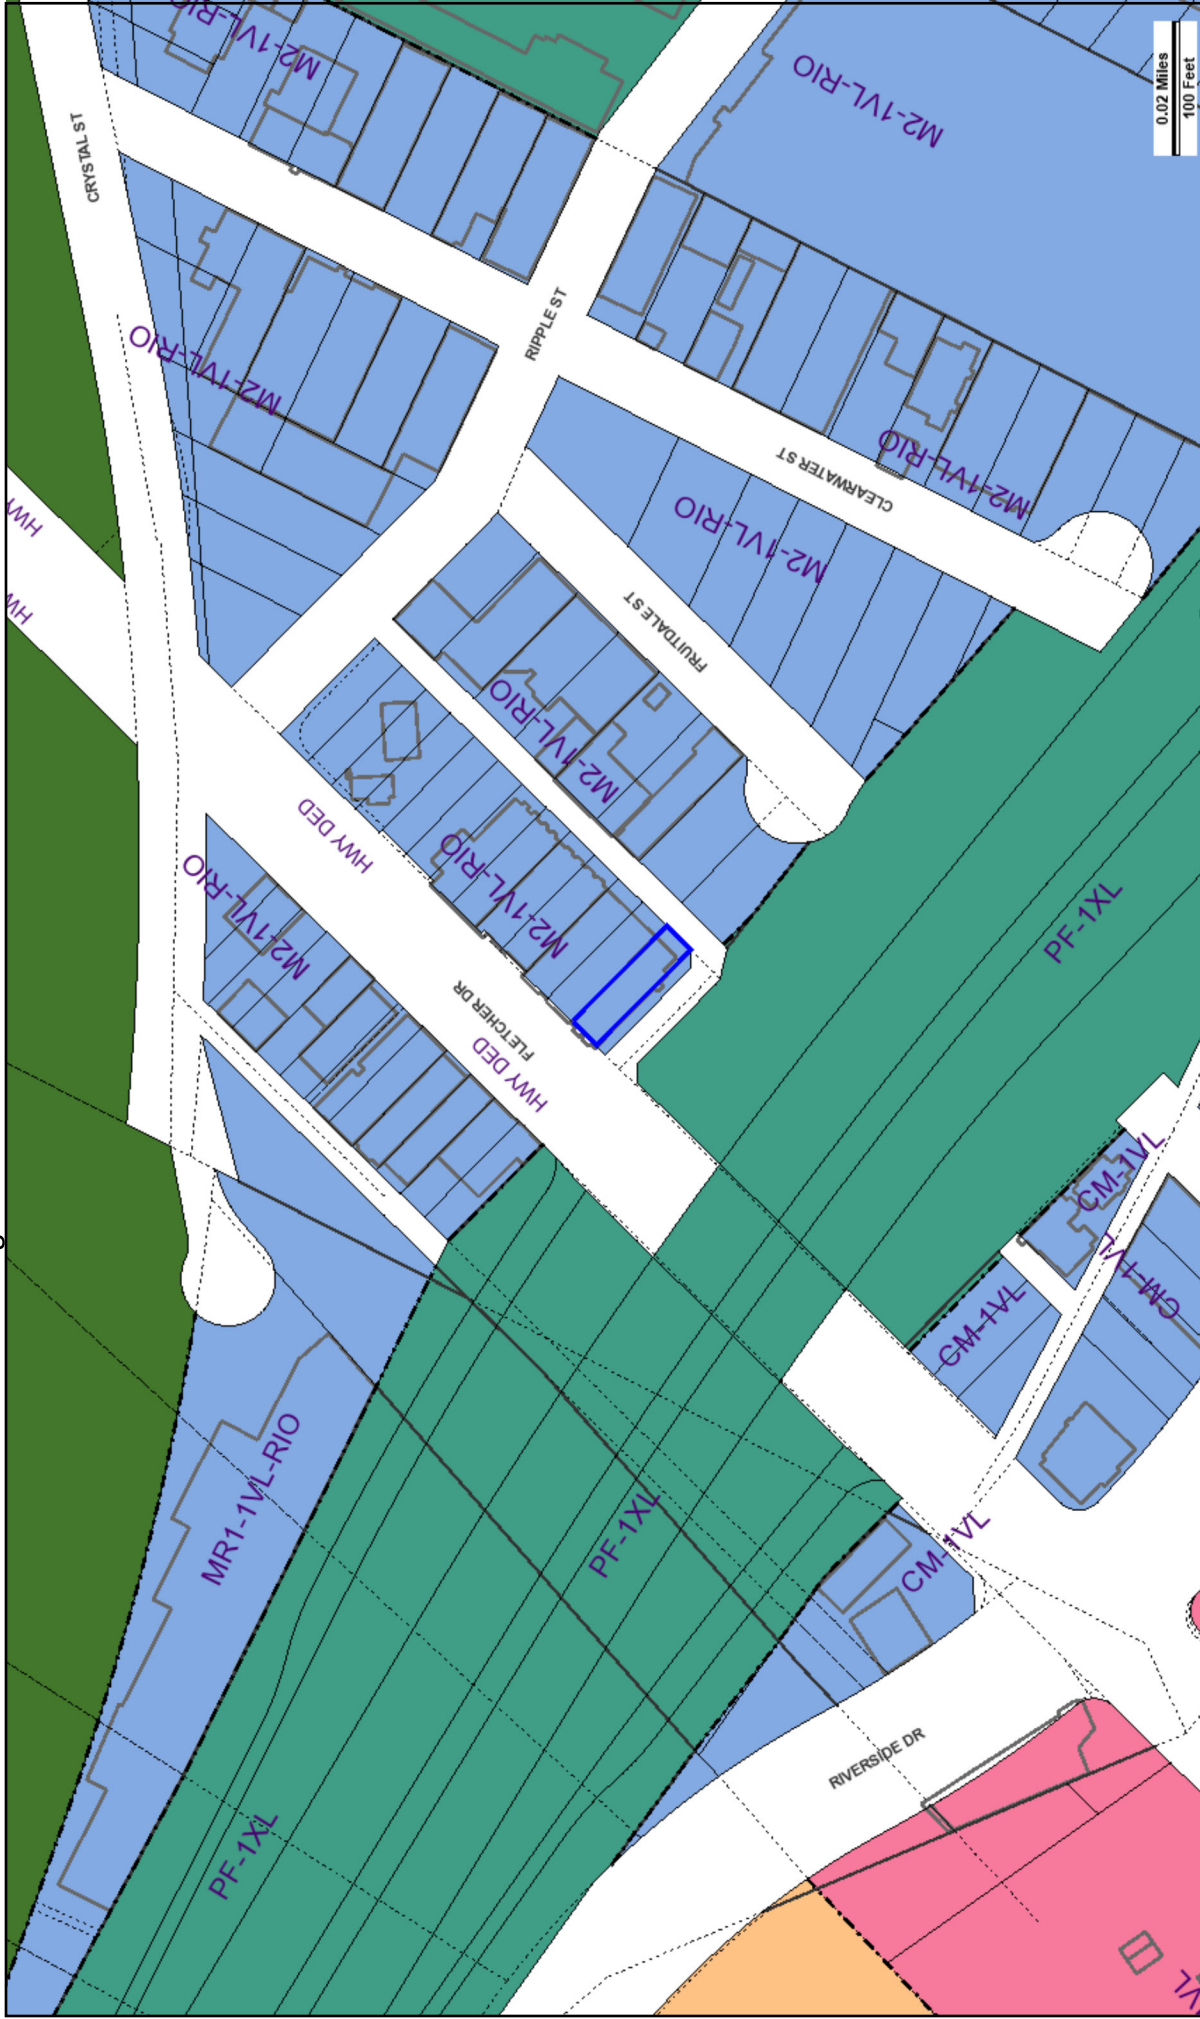 M2-1VL-RIO
CRYSTAL ST
M2-1VL-RIO
0.02 Miles
100 Feet
HWY
M2-1VL-RIO
RIPPLE ST
M2-1VL-RIO
CLEARWATER ST
M2-1VL-RIO
FRUITDALE ST
M2-1VL-RIO
HWY DED
M2-1VL-RIO
M2-1VL-RIO
PF-1XL
FLETCHER DR
HWY DED
CM-1VL
CM-1VL
CM-1VL
MR1-1VL-RIO
PF-1XL
CM-1VL
RIVERSIDE DR
PF-1XL